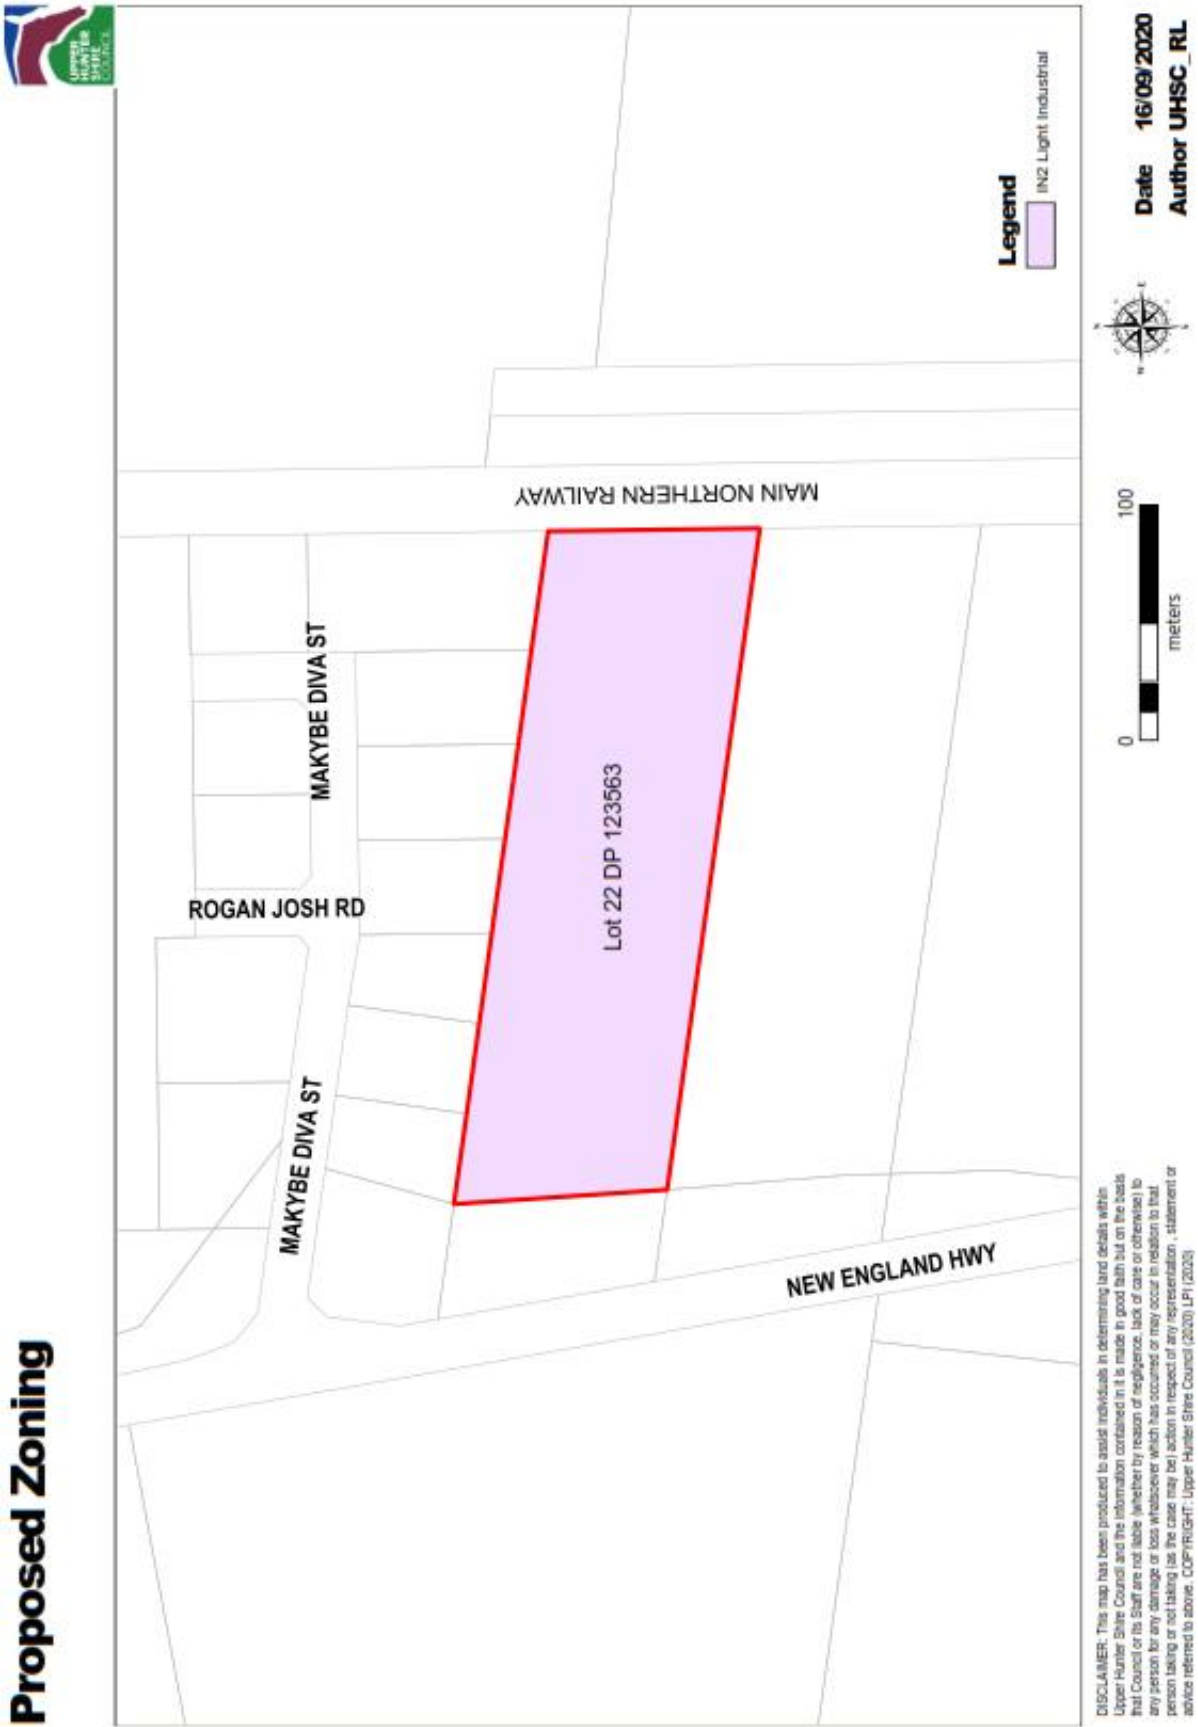 Proposed Zoning
UPPER
HUNTER
SHIRE
COUNCIL
MAKYBE DIVA ST
ROGAN JOSH RD
MAKYBE DIVA ST
MAIN NORTHERN RAILWAY
Lot 22 DP 123563
NEW ENGLAND HWY
Legend
IN2 Light Industrial
DISCLAIMER: This map has been produced to assist individuals in determining land details within
Upper Hunter Shire Council and the information contained in it is made in good faith but on the basis
that Council or its Staff are not liable (whether by reason of negligence, lack of care or otherwise) to
any person for any damage or loss whatsoever which has occurred or may occur in relation to that
person taking or not taking (as the case may be) action in respect of any representation , statement or
advice referred to above. COPYRIGHT: Upper Hunter Shire Council (2020) LPI (2020)
0 100
meters
N
W E
S
Date 16/09/2020
Author UHSC_RL